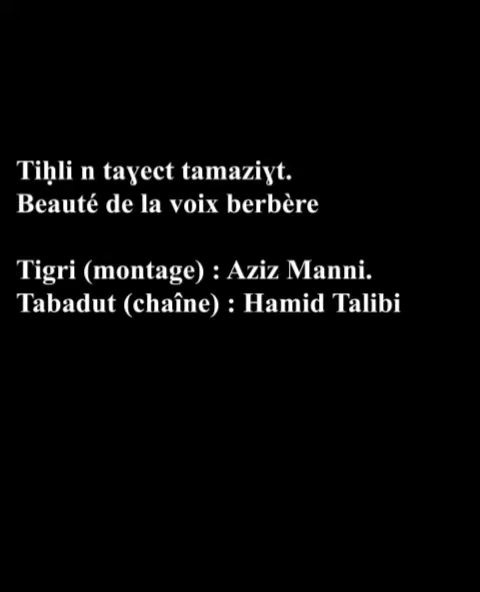 Tiḥli n taɣect tamaziɣt.
Beauté de la voix berbère
Tigri (montage) : Aziz Manni.
Tabadut (chaîne) : Hamid Talibi